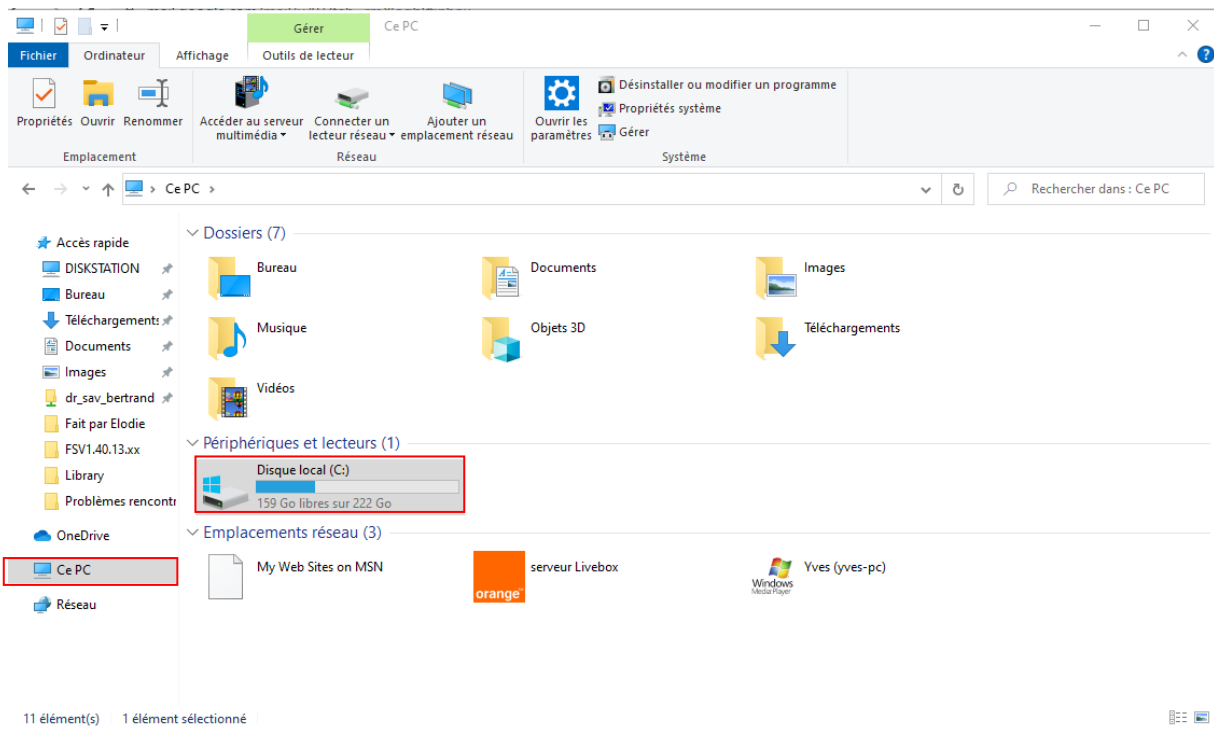 Gérer
Ce PC
Fichier
Ordinateur
Affichage
Outils de lecteur
Propriétés
Ouvrir
Renommer
Emplacement
Accéder au serveur
multimédia
Connecter un
lecteur réseau
Ajouter un
emplacement réseau
Réseau
Ouvrir les
paramètres
Désinstaller ou modifier un programme
Propriétés système
Gérer
Système
Ce PC
Rechercher dans : Ce PC
Accès rapide
DISKSTATION
Bureau
Téléchargements
Documents
Images
dr_sav_bertrand
Fait par Elodie
FSV1.40.13.xx
Library
Problèmes rencontr
OneDrive
Ce PC
Réseau
Dossiers (7)
Bureau
Documents
Images
Musique
Objets 3D
Téléchargements
Vidéos
Périphériques et lecteurs (1)
Disque local (C:)
159 Go libres sur 222 Go
Emplacements réseau (3)
My Web Sites on MSN
orange
serveur Livebox
Windows
Media Player
Yves (yves-pc)
11 élément(s)
1 élément sélectionné